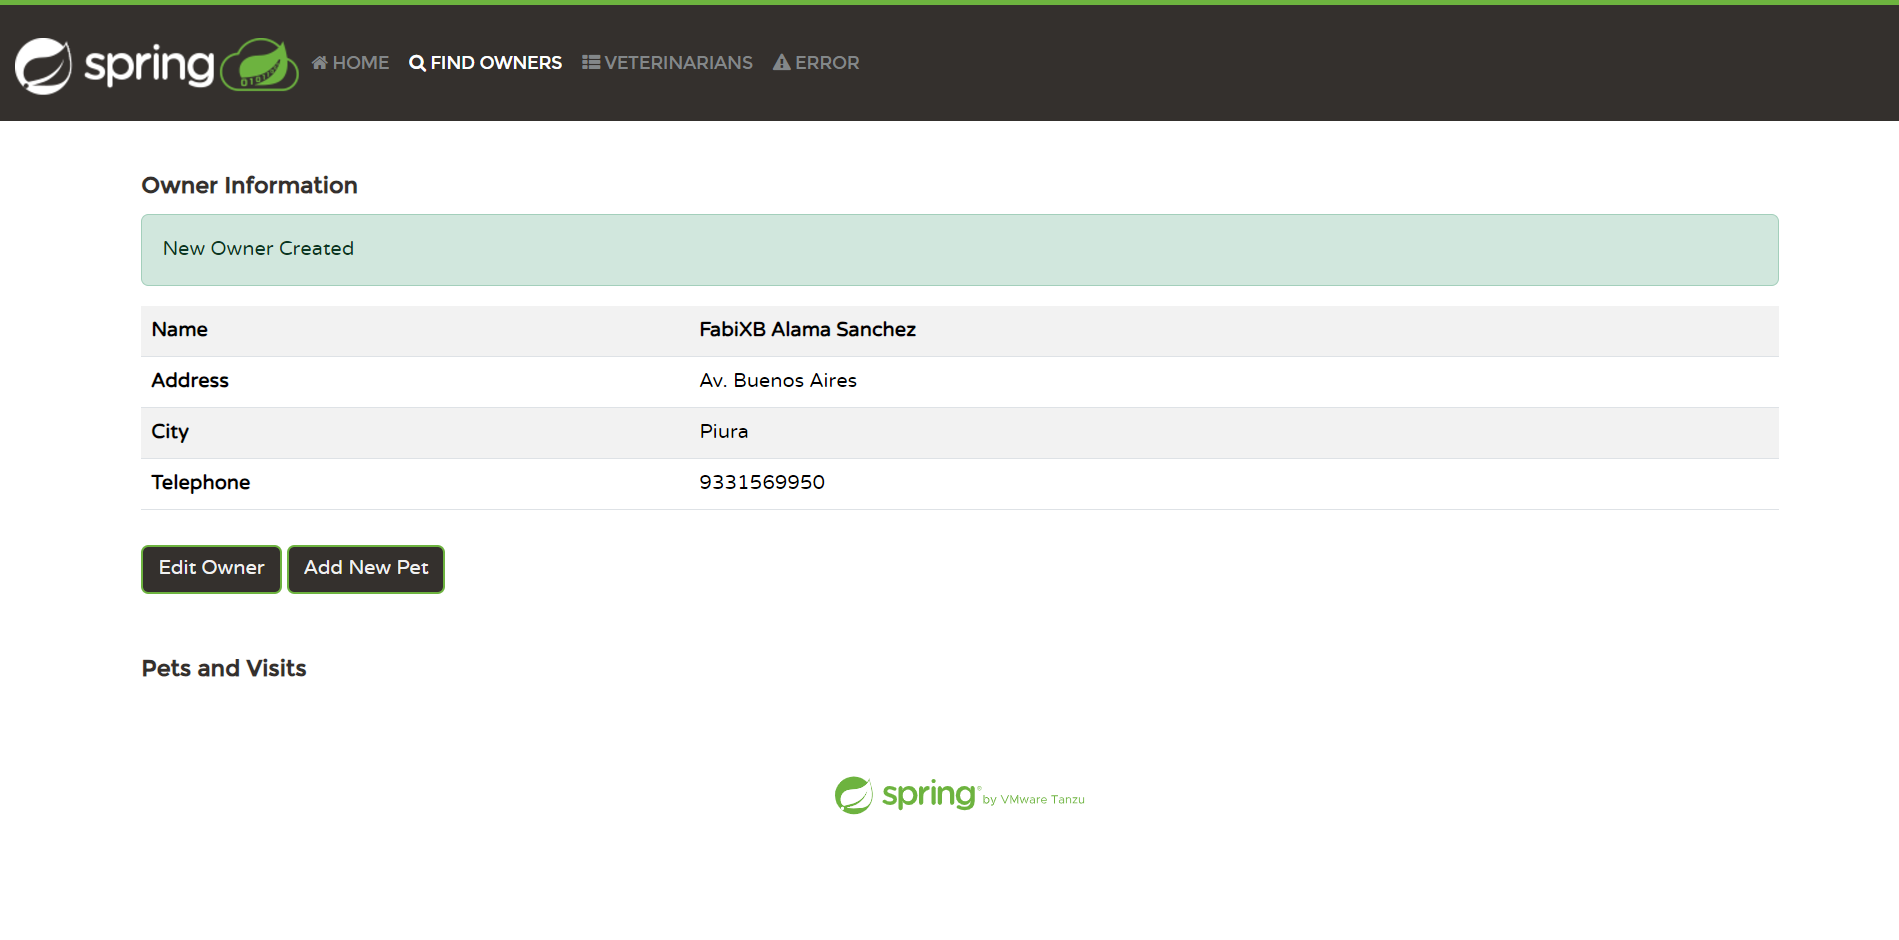 spring HOME FIND OWNERS VETERINARIANS ERROR
Owner Information
New Owner Created
Name FabiXB Alama Sanchez
Address Av. Buenos Aires
City Piura
Telephone 9331569950
Edit Owner Add New Pet
Pets and Visits
spring by VMware Tanzu